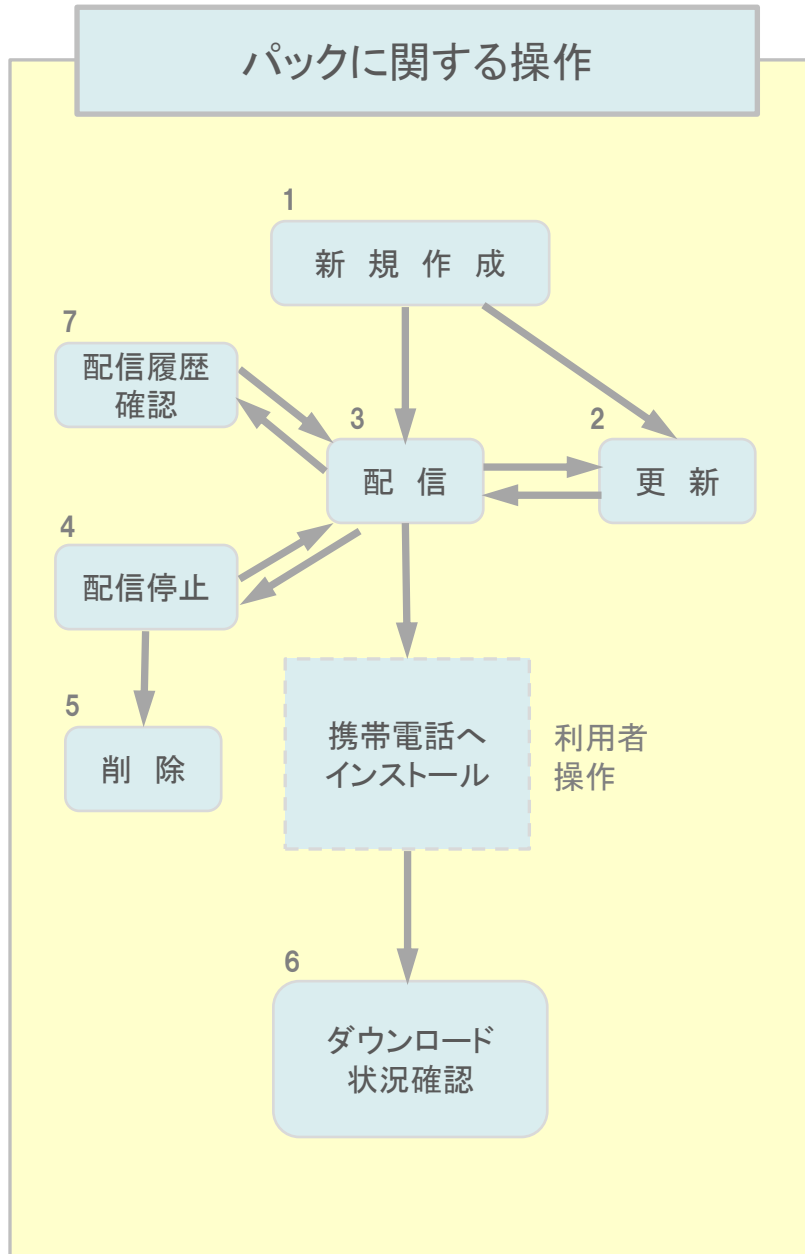 パックに関する操作
1
新 規 作 成
7
配信履歴
確認
3
配 信
2
更 新
4
配信停止
5
削 除
携帯電話へ
インストール
利用者
操作
6
ダウンロード
状況確認